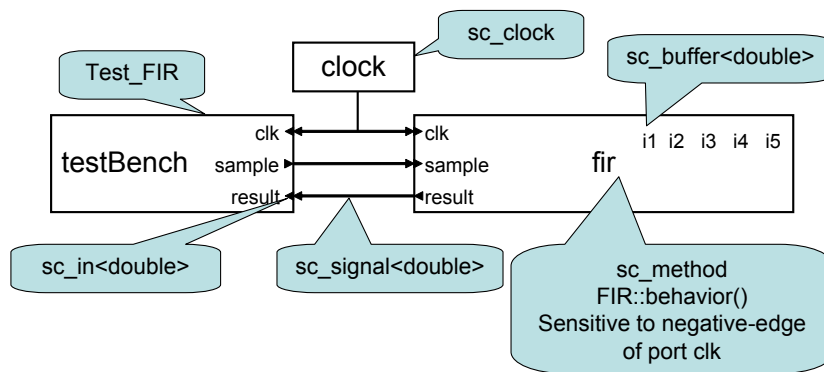 sc_clock
clock
sc_buffer<double>
Test_FIR
clk
clk
i1 i2 i3 i4 i5
testBench
sample
sample
fir
result
result
sc_in<double>
sc_signal<double>
sc_method
FIR::behavior()
Sensitive to negative-edge
of port clk